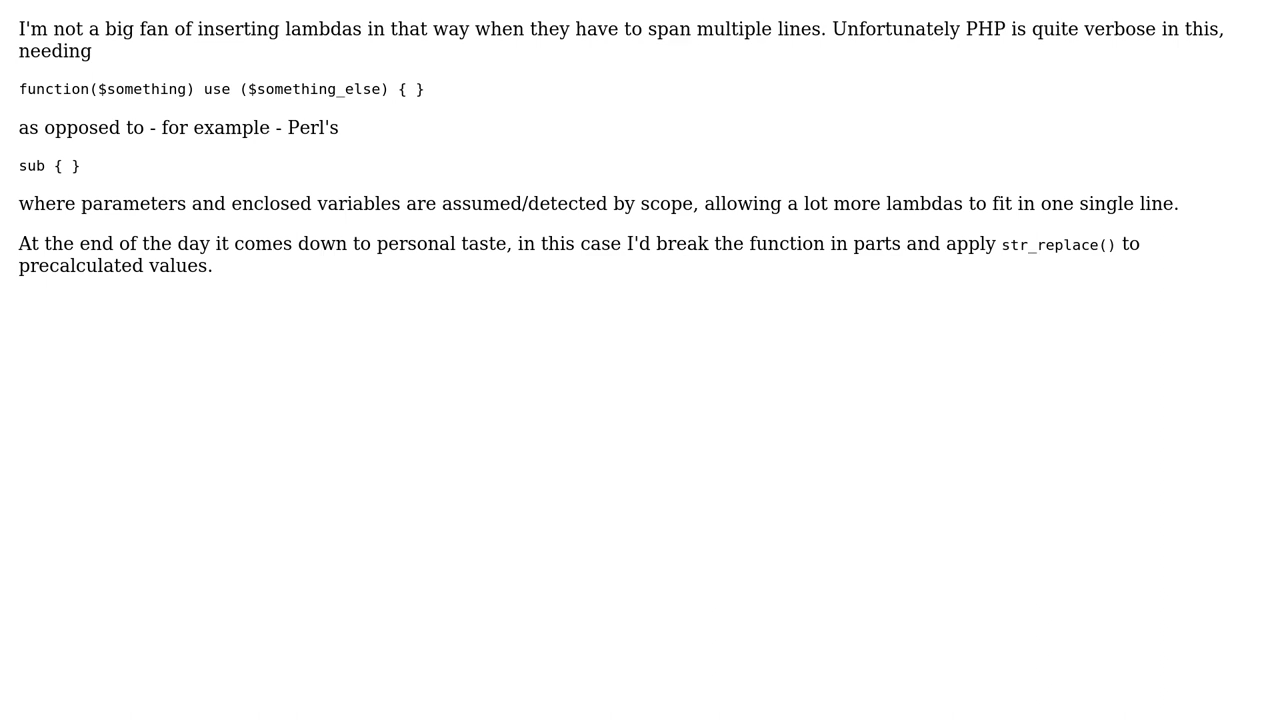 I'm not a big fan of inserting lambdas in that way when they have to span multiple lines. Unfortunately PHP is quite verbose in this,
needing
function($something) use ($something_else) { }
as opposed to - for example - Perl's
sub { }
where parameters and enclosed variables are assumed/detected by scope, allowing a lot more lambdas to fit in one single line.
At the end of the day it comes down to personal taste, in this case I'd break the function in parts and apply str_replace() to
precalculated values.